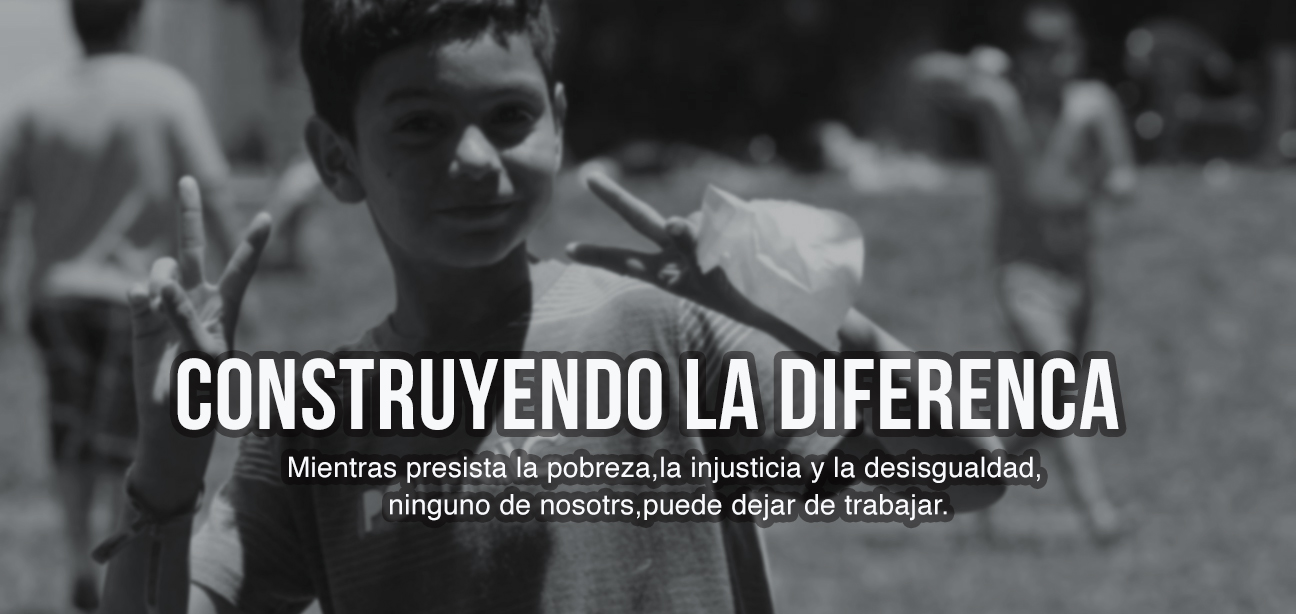 CONSTRUYENDO LA DIFERENCA
Mientras presista la pobreza,la injusticia y la desisgualdad,
ninguno de nosotrs,puede dejar de trabajar.